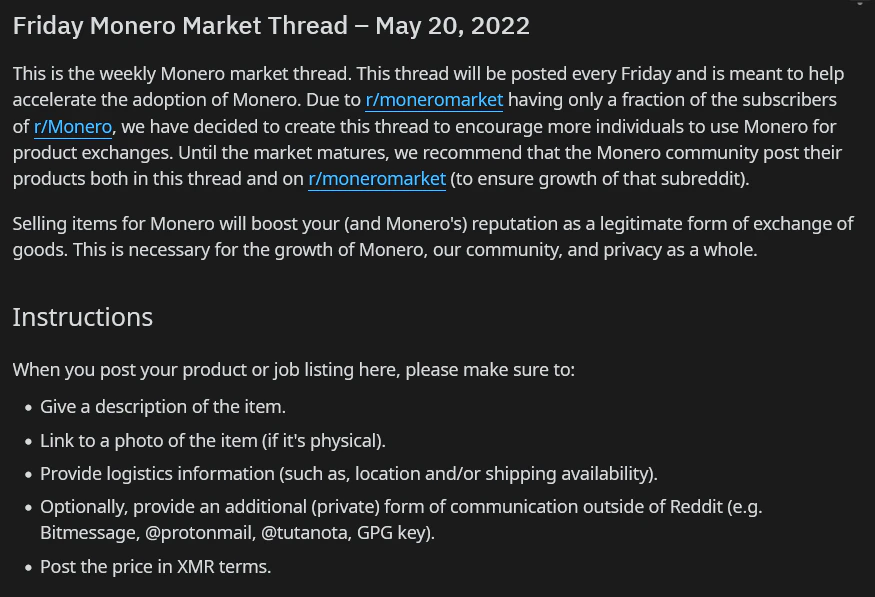 Friday Monero Market Thread – May 20, 2022
This is the weekly Monero market thread. This thread will be posted every Friday and is meant to help
accelerate the adoption of Monero. Due to r/moneromarket having only a fraction of the subscribers
of r/Monero, we have decided to create this thread to encourage more individuals to use Monero for
product exchanges. Until the market matures, we recommend that the Monero community post their
products both in this thread and on r/moneromarket (to ensure growth of that subreddit).
Selling items for Monero will boost your (and Monero's) reputation as a legitimate form of exchange of
goods. This is necessary for the growth of Monero, our community, and privacy as a whole.
Instructions
When you post your product or job listing here, please make sure to:
• Give a description of the item.
• Link to a photo of the item (if it's physical).
• Provide logistics information (such as, location and/or shipping availability).
• Optionally, provide an additional (private) form of communication outside of Reddit (e.g.
Bitmessage, @protonmail, @tutanota, GPG key).
• Post the price in XMR terms.